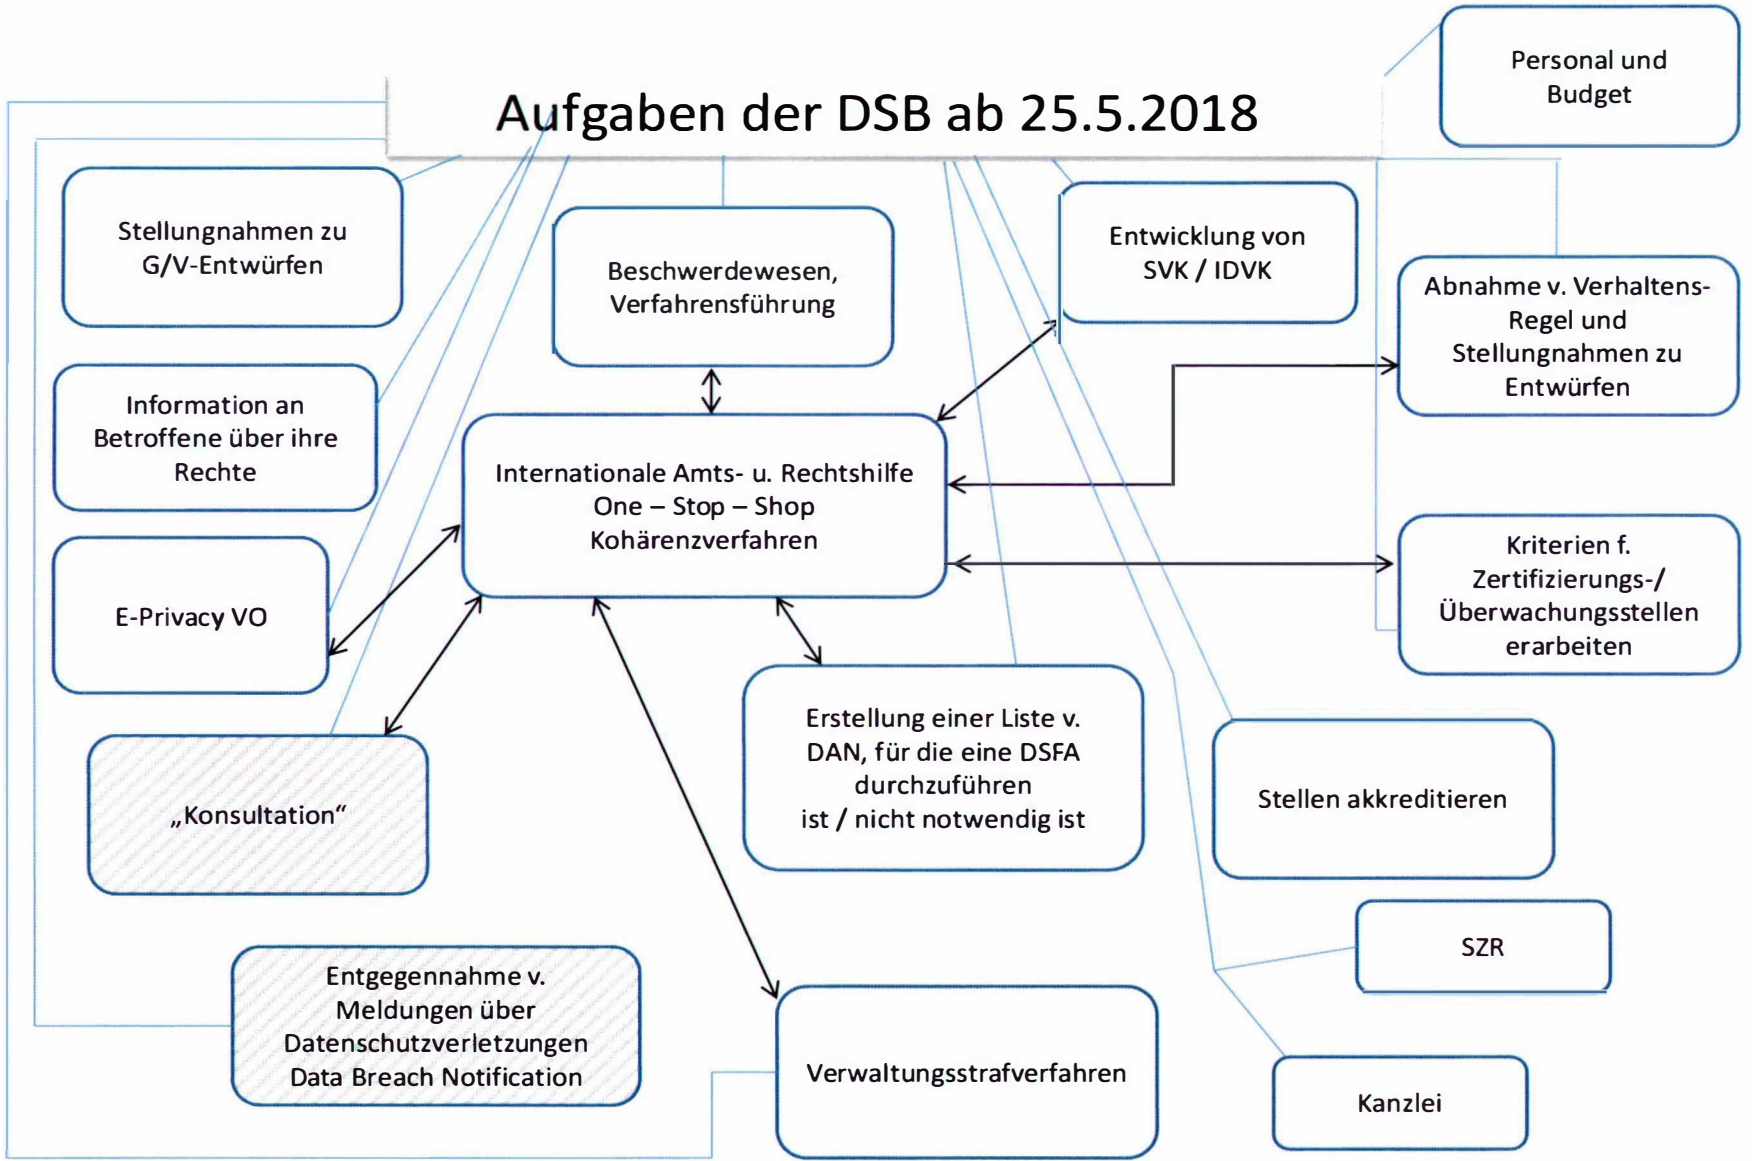 Aufgaben der DSB ab 25.5.2018
Personal und
Budget
Stellungnahmen zu
G/V-Entwürfen
Beschwerdewesen,
Verfahrensführung
Entwicklung von
SVK / IDVK
Abnahme v. Verhaltens-
Regel und
Stellungnahmen zu
Entwürfen
Information an
Betroffene über ihre
Rechte
Internationale Amts- u. Rechtshilfe
One – Stop – Shop
Kohärenzverfahren
Kriterien f.
Zertifizierungs-/
Überwachungsstellen
erarbeiten
E-Privacy VO
„Konsultation“
Erstellung einer Liste v.
DAN, für die eine DSFA
durchzuführen
ist / nicht notwendig ist
Stellen akkreditieren
SZR
Entgegennahme v.
Meldungen über
Datenschutzverletzungen
Data Breach Notification
Verwaltungsstrafverfahren
Kanzlei